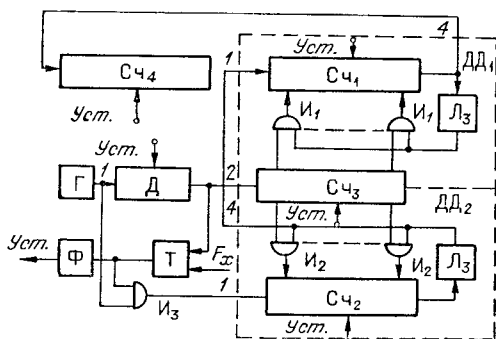 Уст. 4
1 Сч₁ ДД₁
Сч₄
Уст. И₁ И₁ Л₃
Уст.
1 2 Сч₃
Г Д
4 Уст. ДД₂
Уст. Ф Т Fx И₂ И₂ Л₃
И₃ 1 Сч₂
Уст.